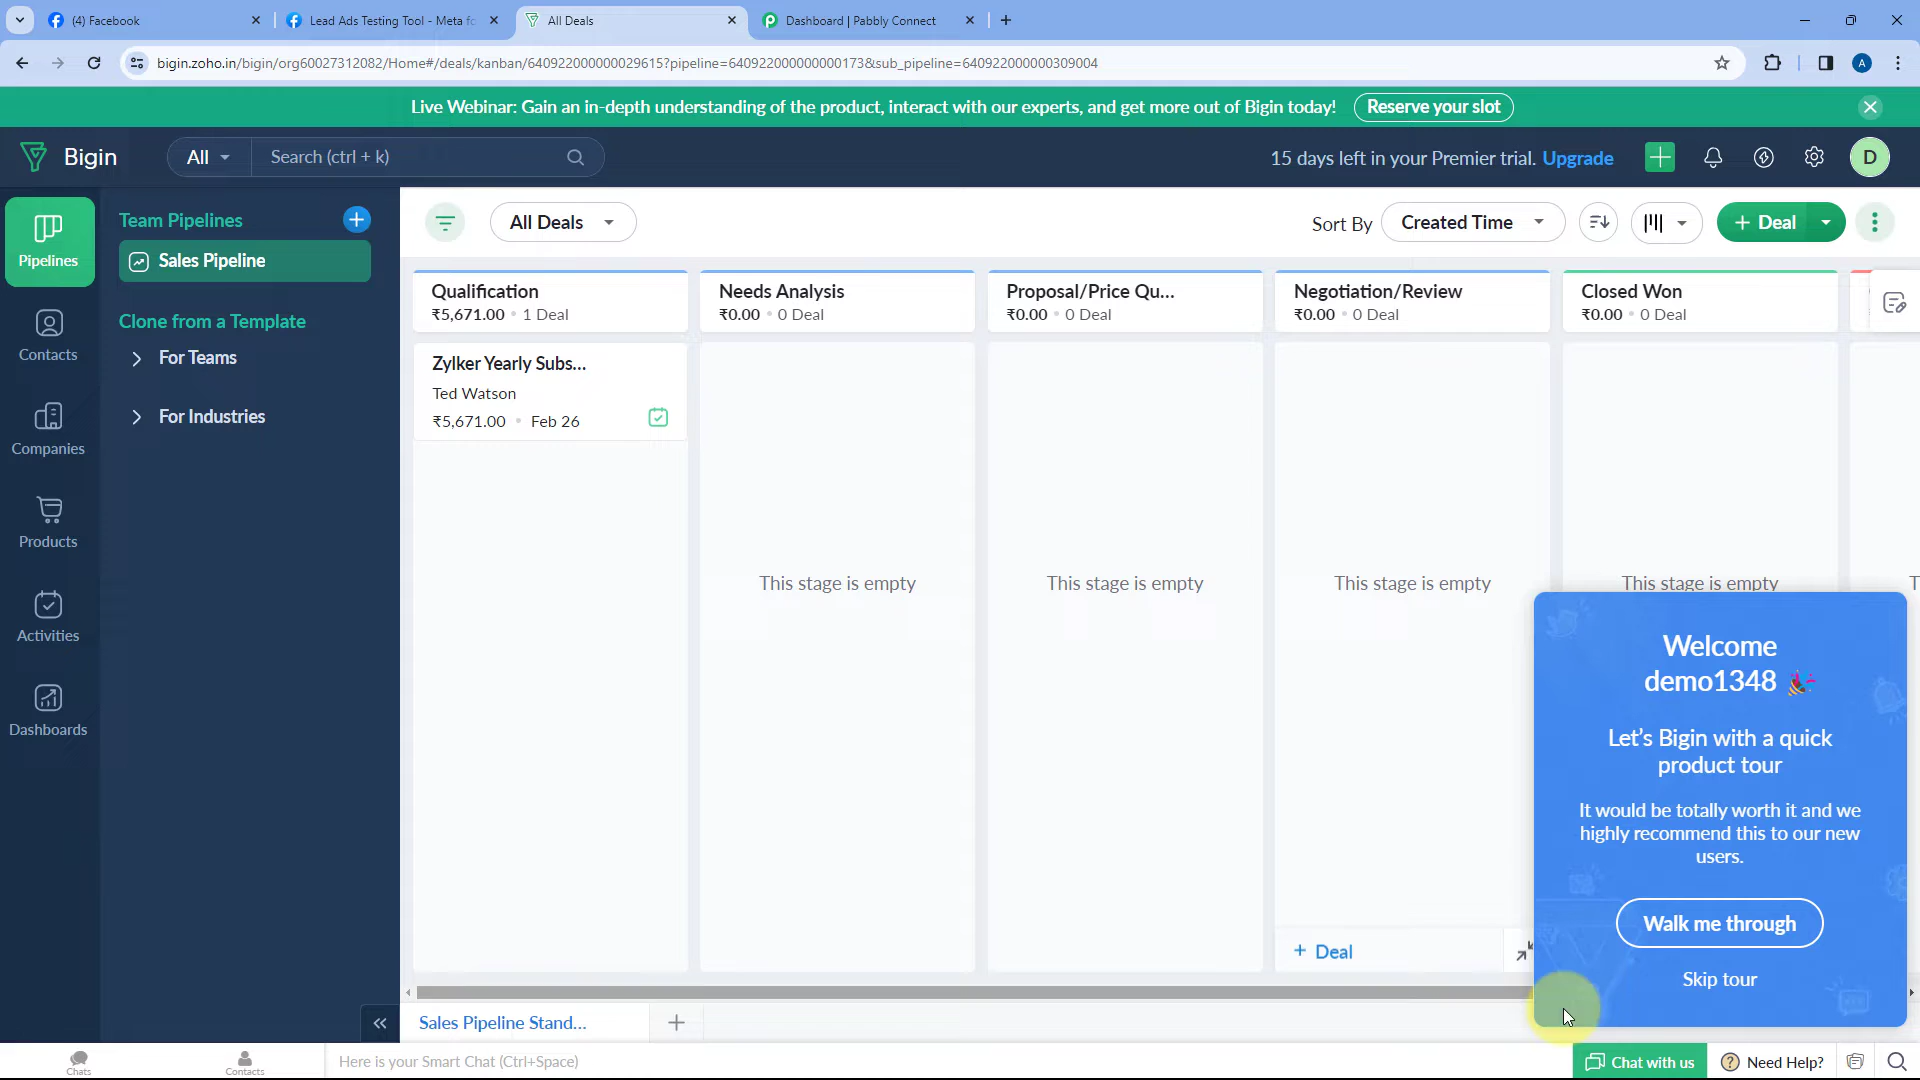 (4) Facebook
Lead Ads Testing Tool - Meta fo
All Deals
Dashboard | Pabbly Connect
bigin.zoho.in/bigin/org60027312082/Home#/deals/kanban/640922000000029615?pipeline=640922000000000173&sub_pipeline=640922000000309004
A
Live Webinar: Gain an in-depth understanding of the product, interact with our experts, and get more out of Bigin today!
Reserve your slot
Bigin
All
Search (ctrl + k)
15 days left in your Premier trial. Upgrade
D
Pipelines
Contacts
Companies
Products
Activities
Dashboards
Team Pipelines
Sales Pipeline
Clone from a Template
For Teams
For Industries
All Deals
Sort By
Created Time
+ Deal
Qualification
₹5,671.00 • 1 Deal
Needs Analysis
₹0.00 • 0 Deal
Proposal/Price Qu...
₹0.00 • 0 Deal
Negotiation/Review
₹0.00 • 0 Deal
Closed Won
₹0.00 • 0 Deal
Zylker Yearly Subs...
Ted Watson
₹5,671.00 • Feb 26
This stage is empty
This stage is empty
This stage is empty
This stage is empty
T
+ Deal
Welcome
demo1348
Let's Bigin with a quick
product tour
It would be totally worth it and we
highly recommend this to our new
users.
Walk me through
Skip tour
Sales Pipeline Stand...
Chats
Contacts
Here is your Smart Chat (Ctrl+Space)
Chat with us
Need Help?